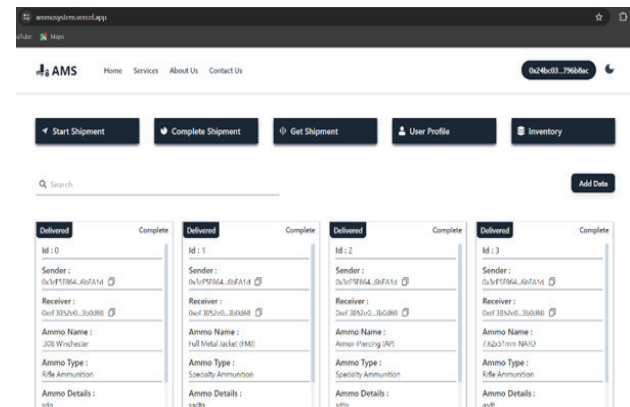 ammosystem.vercel.app
Maps
AMS Home Services About Us Contact Us 0x24bc03...796b8ac
Start Shipment Complete Shipment Get Shipment User Profile Inventory
Search Add Data
Delivered Complete Delivered Complete Delivered Complete Delivered Complete
Id : 0 Id : 1 Id : 2 Id : 3
Sender : Sender : Sender : Sender :
Receiver : Receiver : Receiver : Receiver :
Ammo Name : Ammo Name : Ammo Name : Ammo Name :
.308 Winchester Full Metal Jacket (FMJ) Armor-Piercing (AP) 7.62x51mm NATO
Ammo Type : Ammo Type : Ammo Type : Ammo Type :
Rifle Ammunition Specialty Ammunition Specialty Ammunition Rifle Ammunition
Ammo Details : Ammo Details : Ammo Details : Ammo Details :